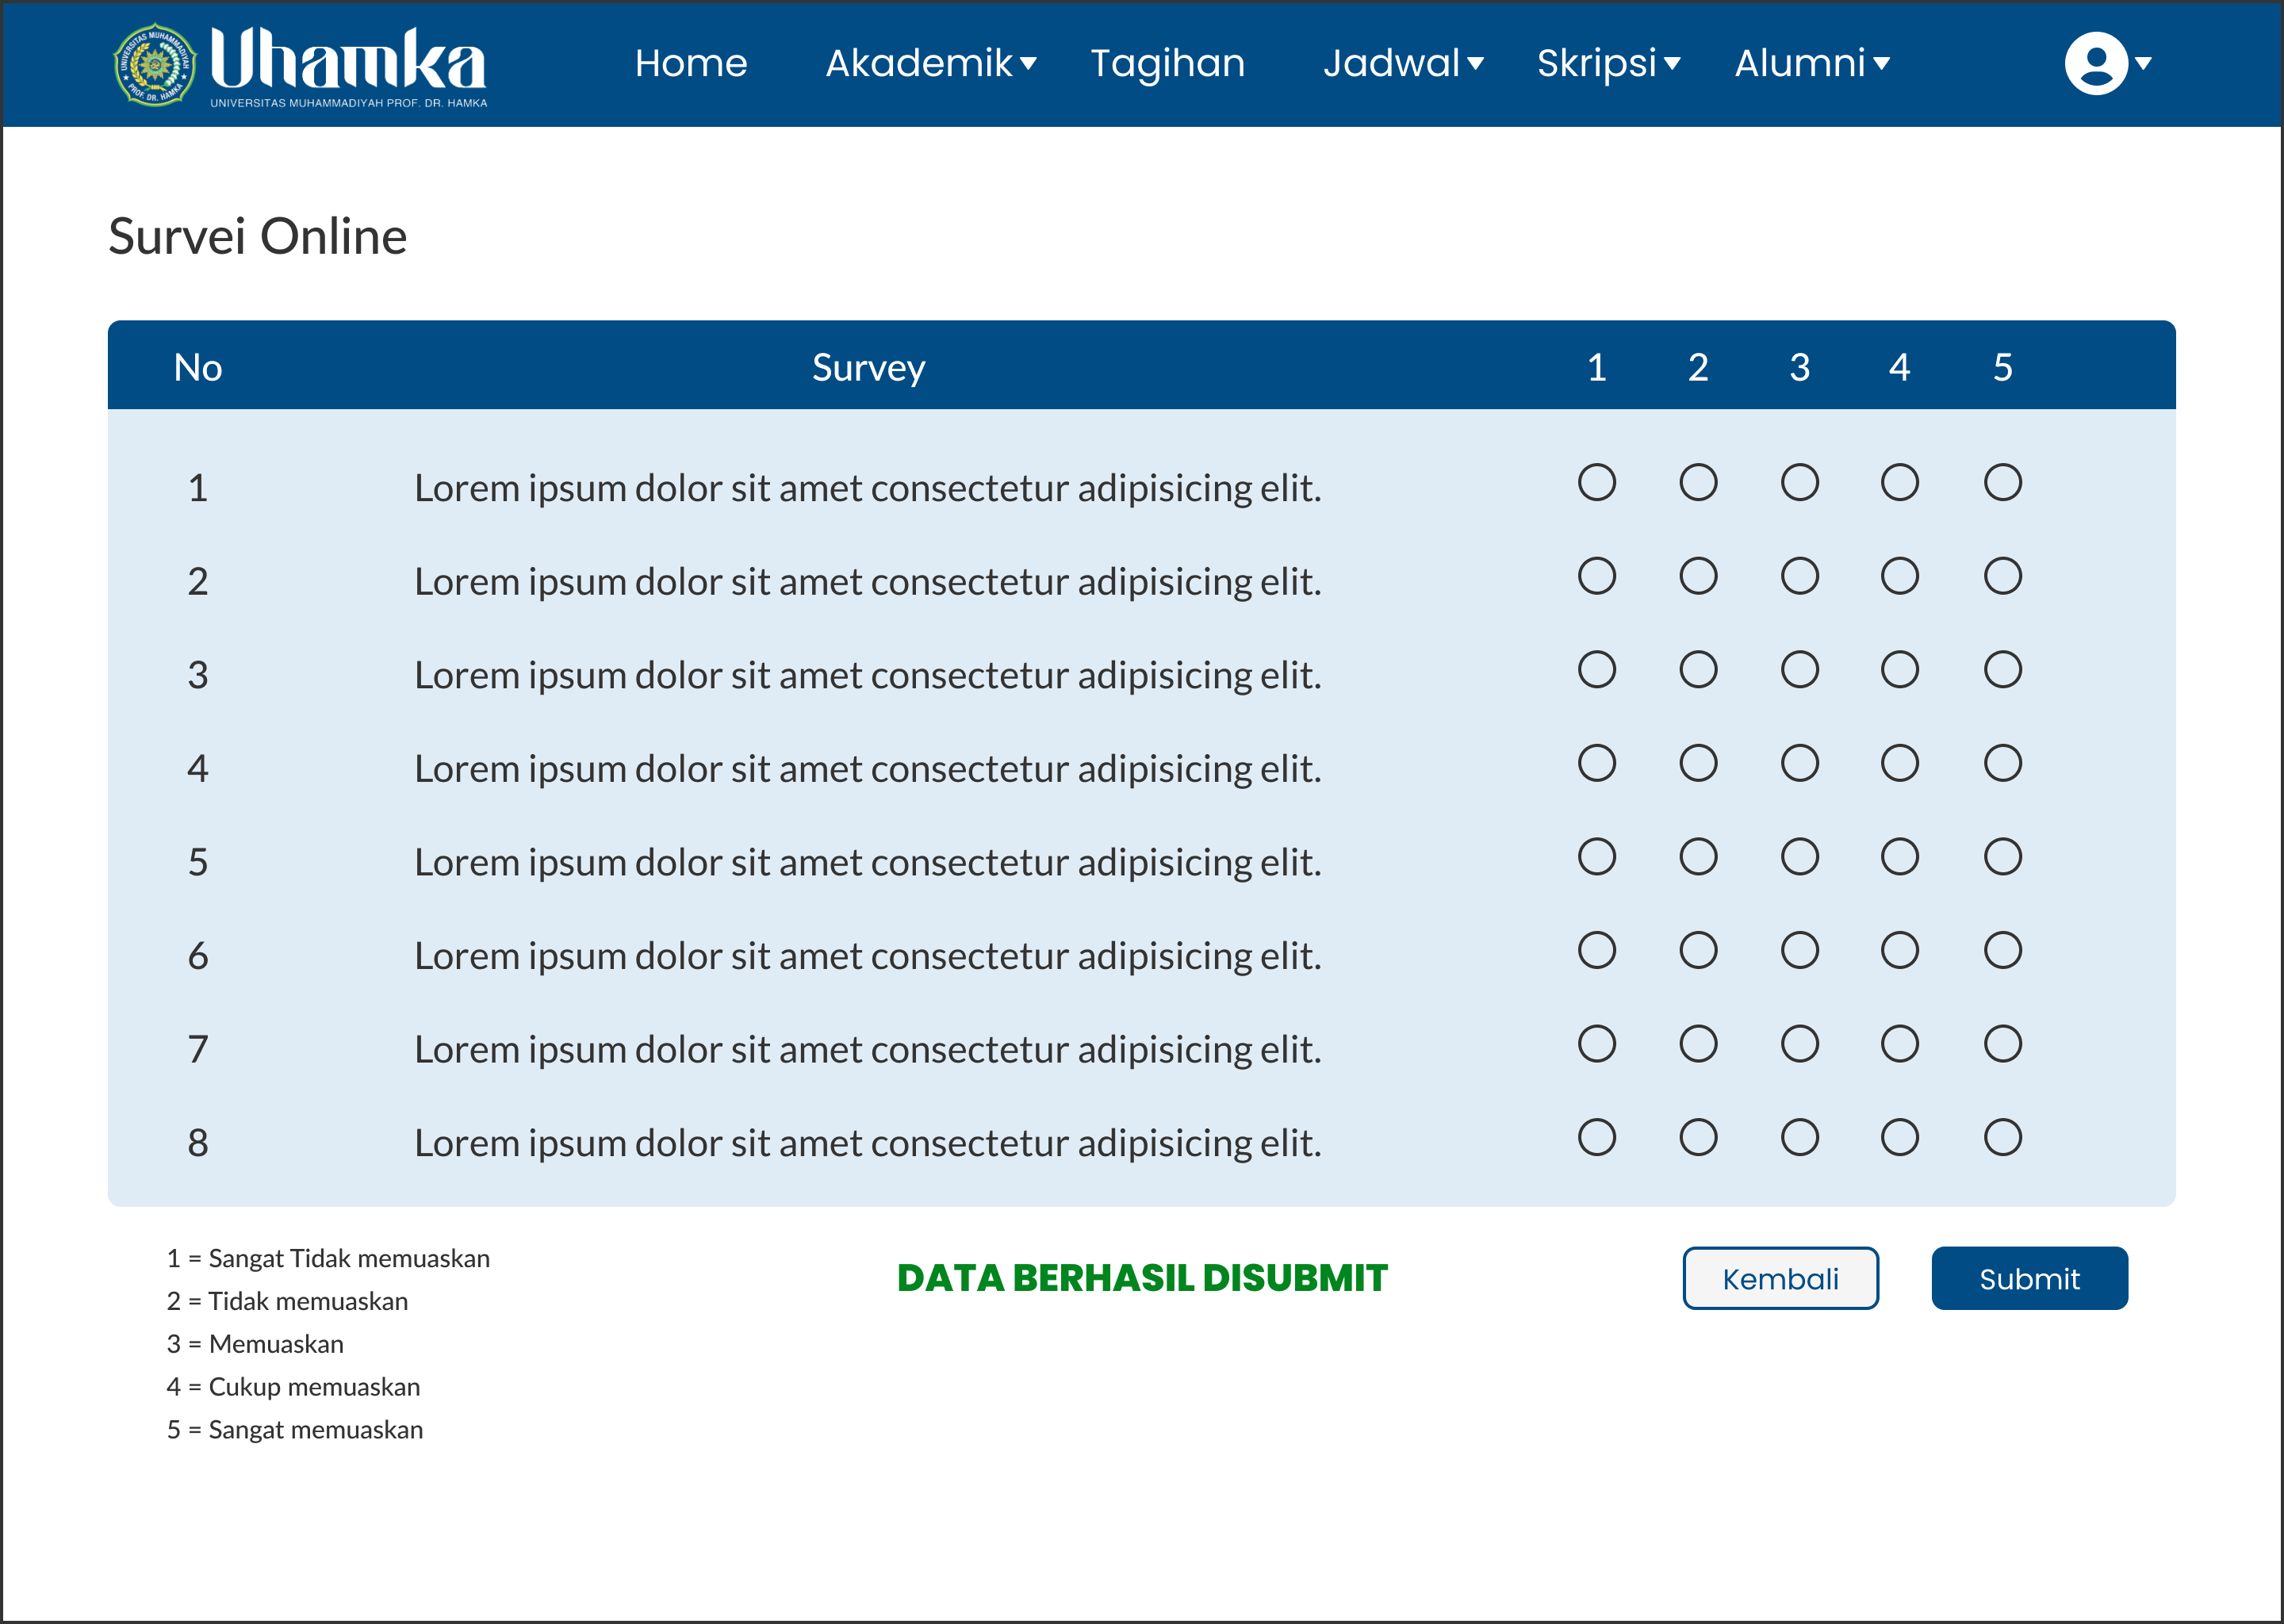 UNIVERSITAS MUHAMMADIYAH
PROF. DR. HAMKA
Uhamka
UNIVERSITAS MUHAMMADIYAH PROF. DR. HAMKA
Home Akademik Tagihan Jadwal Skripsi Alumni
Survei Online
No Survey 1 2 3 4 5
1 Lorem ipsum dolor sit amet consectetur adipisicing elit.
2 Lorem ipsum dolor sit amet consectetur adipisicing elit.
3 Lorem ipsum dolor sit amet consectetur adipisicing elit.
4 Lorem ipsum dolor sit amet consectetur adipisicing elit.
5 Lorem ipsum dolor sit amet consectetur adipisicing elit.
6 Lorem ipsum dolor sit amet consectetur adipisicing elit.
7 Lorem ipsum dolor sit amet consectetur adipisicing elit.
8 Lorem ipsum dolor sit amet consectetur adipisicing elit.
1 = Sangat Tidak memuaskan
2 = Tidak memuaskan
3 = Memuaskan
4 = Cukup memuaskan
5 = Sangat memuaskan
DATA BERHASIL DISUBMIT
Kembali Submit